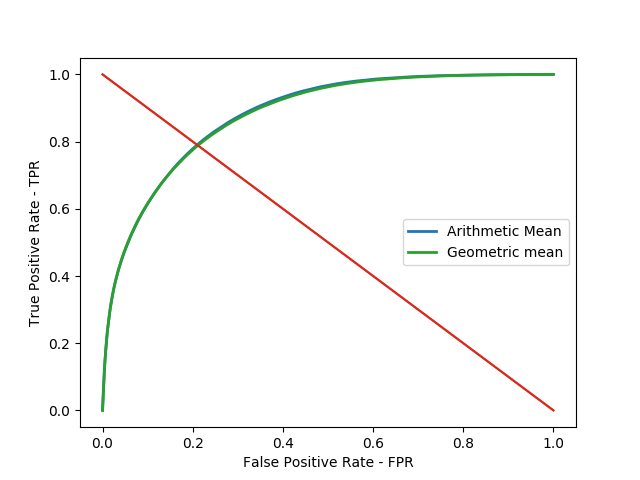 1.0
0.8
0.6
0.4
0.2
0.0
True Positive Rate - TPR
Arithmetic Mean
Geometric mean
0.0 0.2 0.4 0.6 0.8 1.0
False Positive Rate - FPR